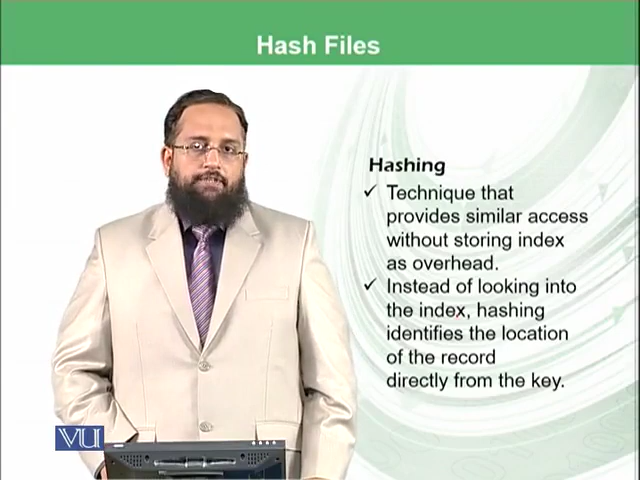 Hash Files
Hashing
✓ Technique that
provides similar access
without storing index
as overhead.
✓ Instead of looking into
the index, hashing
identifies the location
of the record
directly from the key.
VU